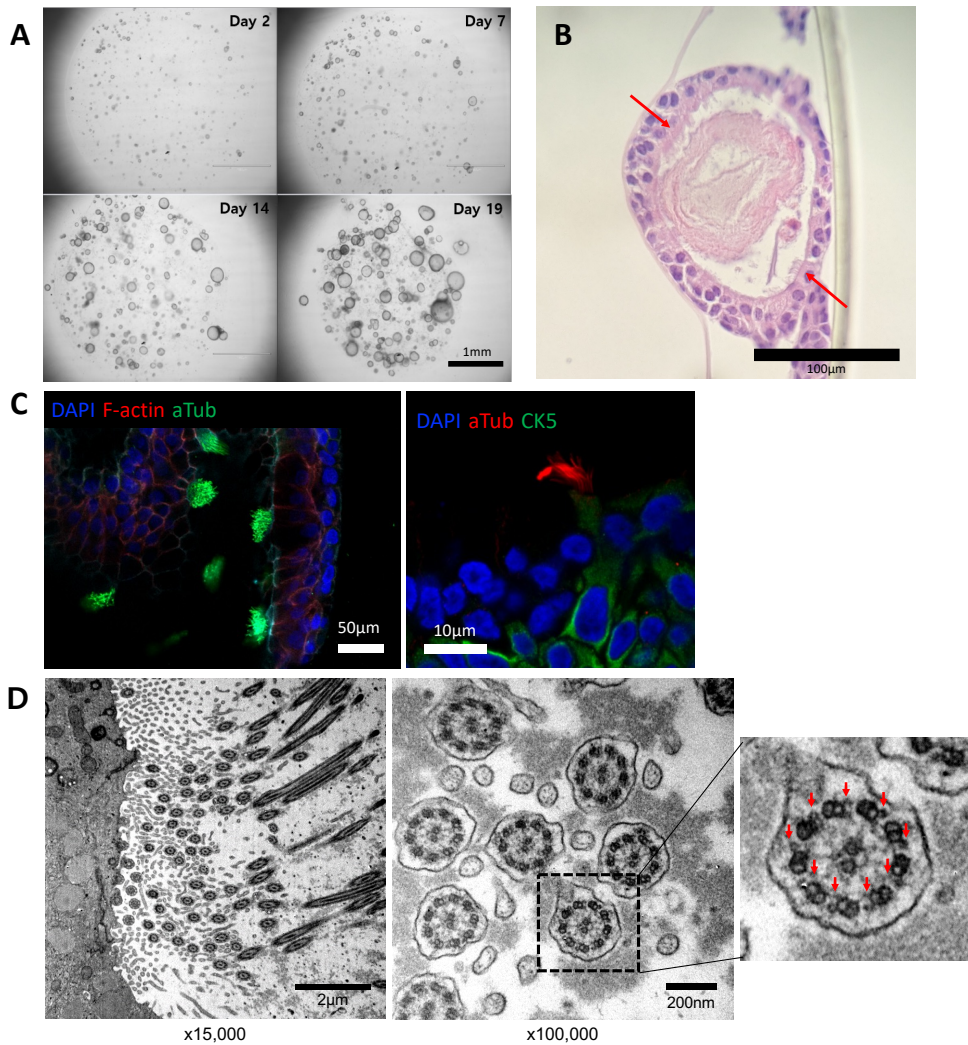 A
Day 2
Day 7
Day 14
Day 19
1mm
B
100μm
C
DAPI F-actin aTub
50μm
DAPI aTub CK5
10μm
D
2μm
x15,000
200nm
x100,000